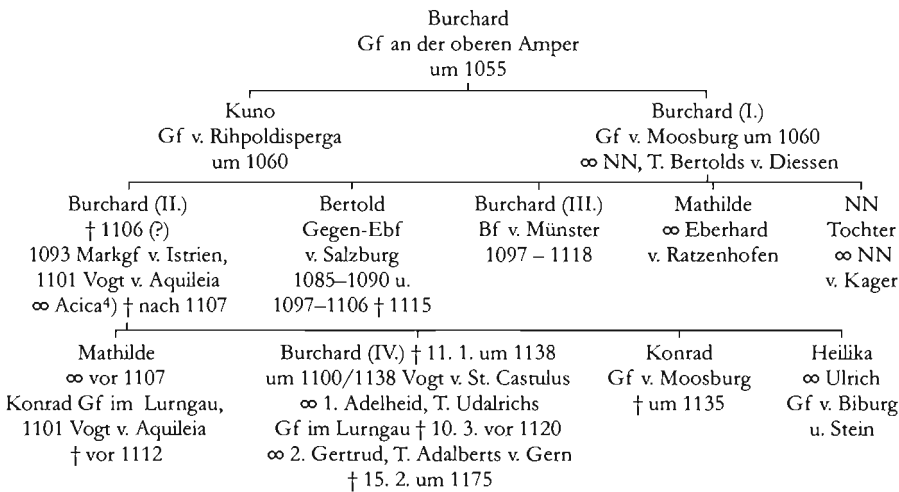 Burchard
Gf an der oberen Amper
um 1055
Kuno
Gf v. Rihpoldisperga
um 1060
Burchard (I.)
Gf v. Moosburg um 1060
∞ NN, T. Bertolds v. Diessen
Burchard (II.)
† 1106 (?)
1093 Markgf v. Istrien,
1101 Vogt v. Aquileia
∞ Acica⁴) † nach 1107
Bertold
Gegen-Ebf
v. Salzburg
1085–1090 u.
1097–1106 † 1115
Burchard (III.)
Bf v. Münster
1097 – 1118
Mathilde
∞ Eberhard
v. Ratzenhofen
NN
Tochter
∞ NN
v. Kager
Mathilde
∞ vor 1107
Konrad Gf im Lurngau,
1101 Vogt v. Aquileia
† vor 1112
Burchard (IV.) † 11. 1. um 1138
um 1100/1138 Vogt v. St. Castulus
∞ 1. Adelheid, T. Udalrichs
Gf im Lurngau † 10. 3. vor 1120
∞ 2. Gertrud, T. Adalberts v. Gern
† 15. 2. um 1175
Konrad
Gf v. Moosburg
† um 1135
Heilika
∞ Ulrich
Gf v. Biburg
u. Stein